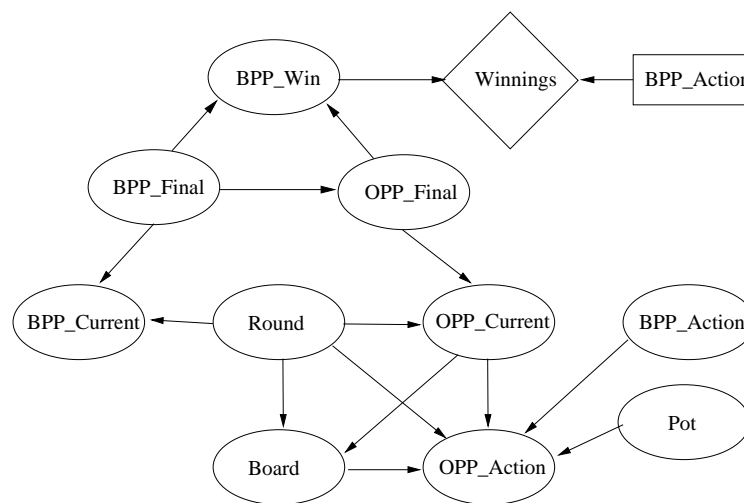 BPP_Win
Winnings
BPP_Action
BPP_Final
OPP_Final
BPP_Current
Round
OPP_Current
BPP_Action
Pot
Board
OPP_Action